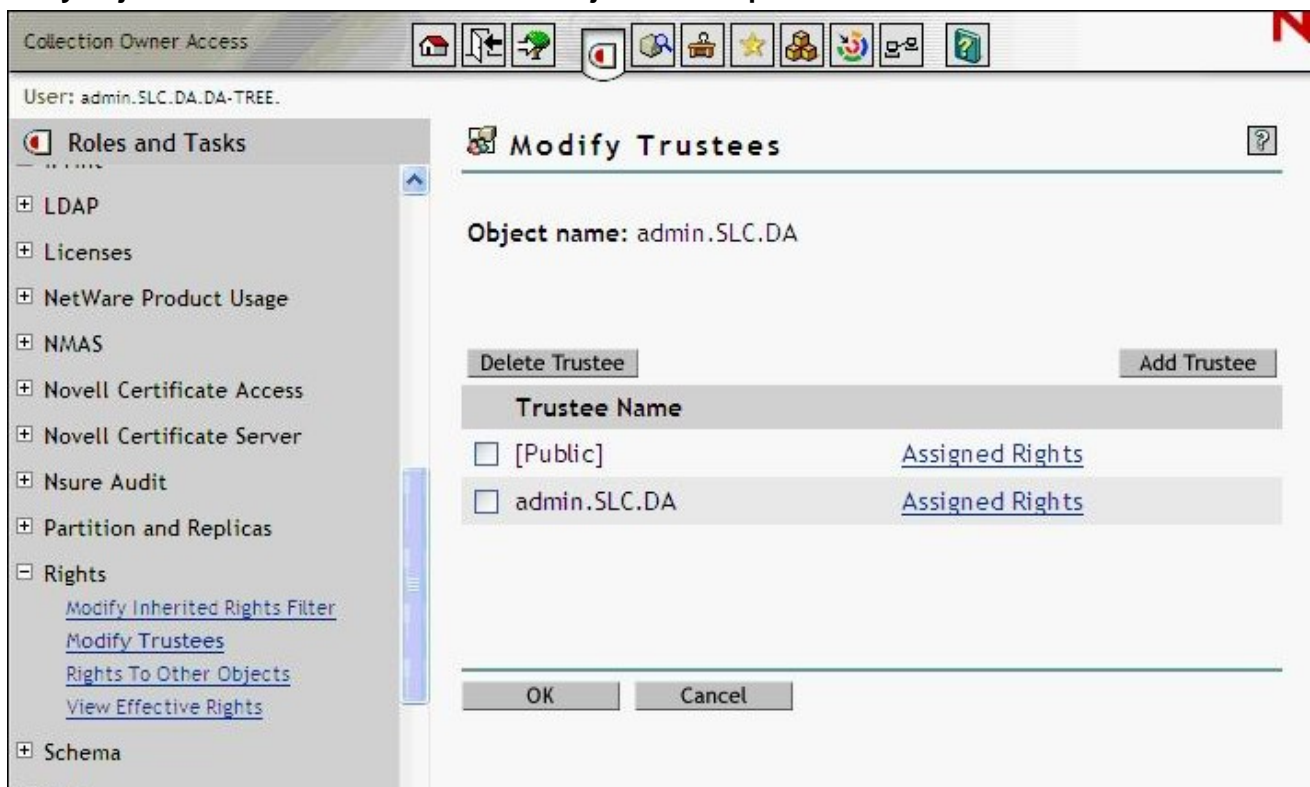 Collection Owner Access
N
User: admin.SLC.DA.DA-TREE.
Roles and Tasks
LDAP
Licenses
NetWare Product Usage
NMAS
Novell Certificate Access
Novell Certificate Server
Nsure Audit
Partition and Replicas
Rights
Modify Inherited Rights Filter
Modify Trustees
Rights To Other Objects
View Effective Rights
Schema
Modify Trustees
?
Object name: admin.SLC.DA
Delete Trustee Add Trustee
Trustee Name
[Public] Assigned Rights
admin.SLC.DA Assigned Rights
OK Cancel